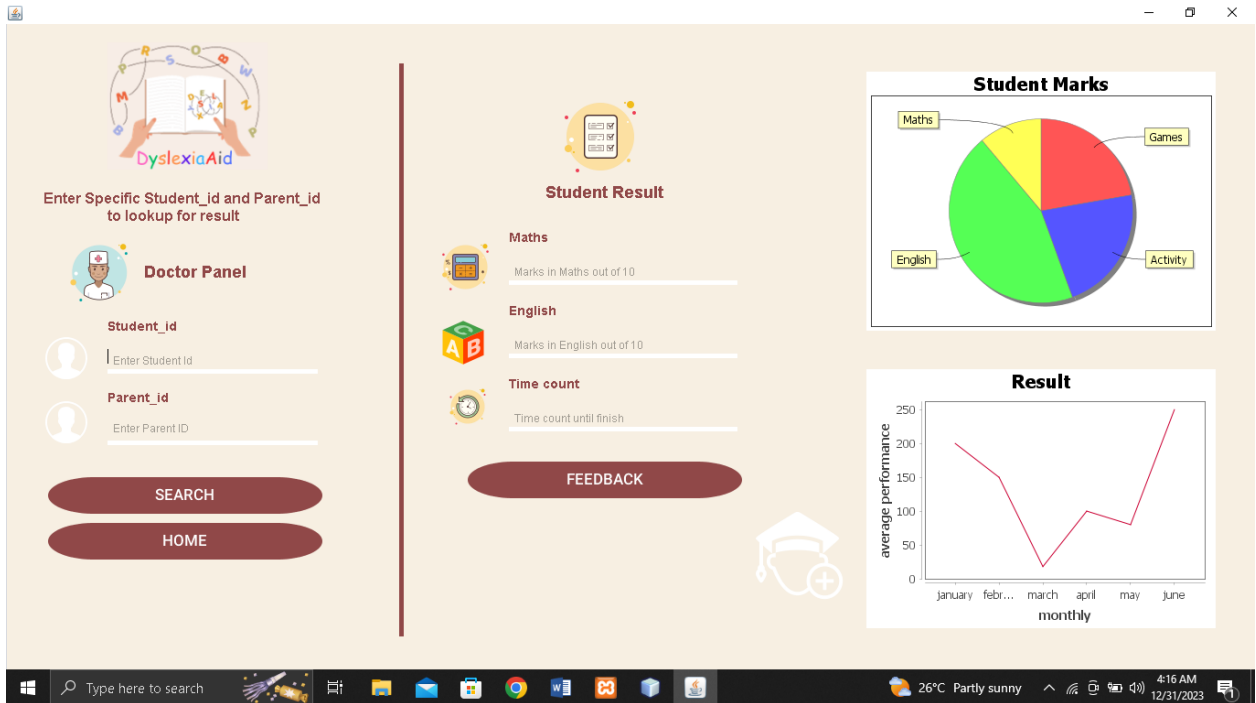 DyslexiaAid
Enter Specific Student_id and Parent_id
to lookup for result
Doctor Panel
Student_id
Enter Student Id
Parent_id
Enter Parent ID
SEARCH
HOME
Student Result
Maths
Marks in Maths out of 10
English
Marks in English out of 10
Time count
Time count until finish
FEEDBACK
Student Marks
Maths
Games
English
Activity
Result
average performance
250
200
150
100
50
0
january febr... march april may june
monthly
Type here to search
26°C Partly sunny
4:16 AM
12/31/2023
1